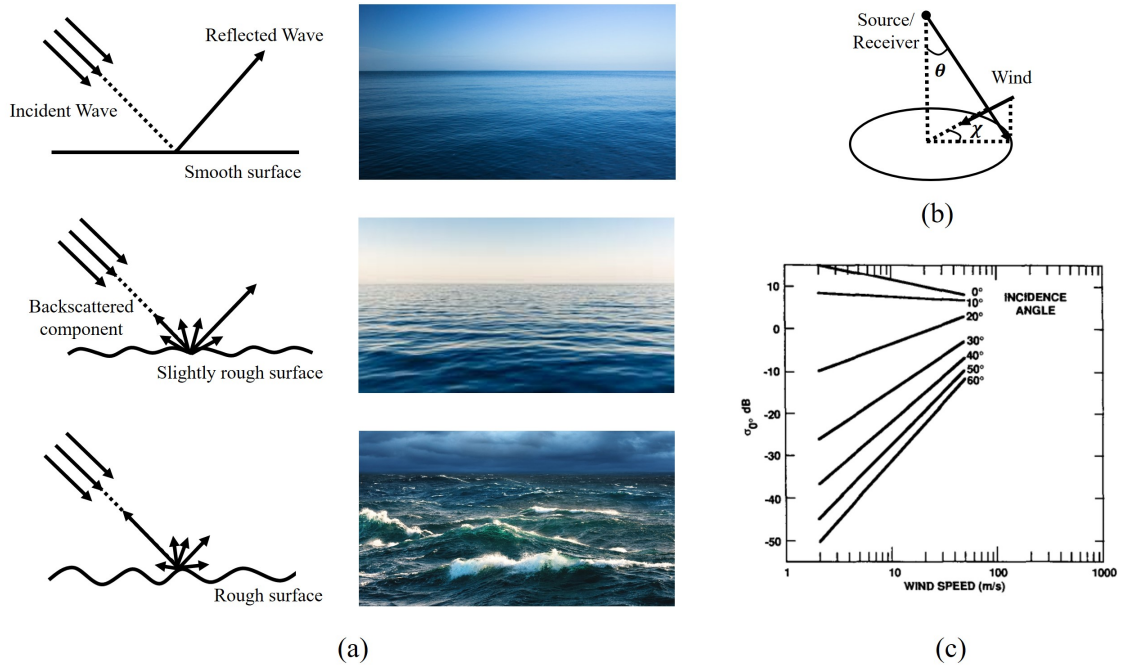 Reflected Wave
Incident Wave
Smooth surface
Backscattered
component
Slightly rough surface
Rough surface
(a)
Source/
Receiver
θ
Wind
χ
(b)
10
0
-10
-20
-30
-40
-50
σ0° dB
0°
10°
20°
30°
40°
50°
60°
INCIDENCE
ANGLE
1
10
100
1000
WIND SPEED (m/s)
(c)